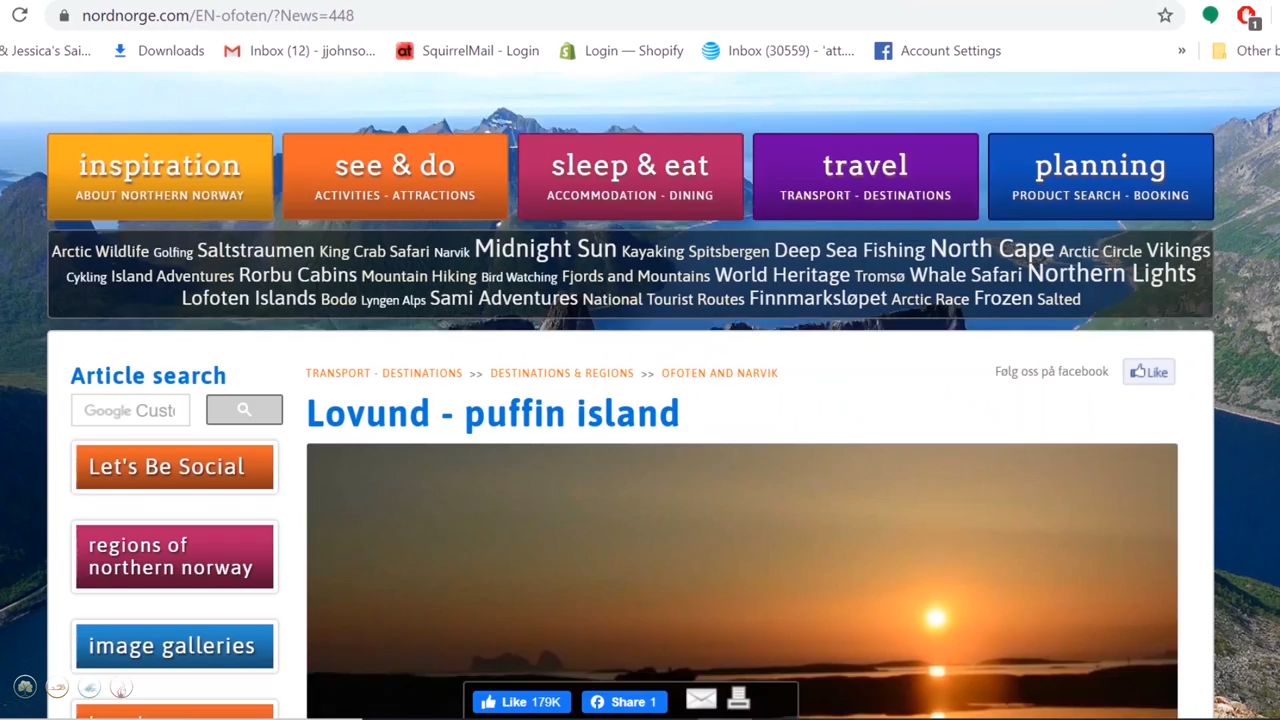 nordnorge.com/EN-ofoten/?News=448
& Jessica's Sai... Downloads Inbox (12) - jjohnso... SquirrelMail - Login Login — Shopify Inbox (30559) - 'att.... Account Settings » Other b
inspiration
ABOUT NORTHERN NORWAY
see & do
ACTIVITIES - ATTRACTIONS
sleep & eat
ACCOMMODATION - DINING
travel
TRANSPORT - DESTINATIONS
planning
PRODUCT SEARCH - BOOKING
Arctic Wildlife Golfing Saltstraumen King Crab Safari Narvik Midnight Sun Kayaking Spitsbergen Deep Sea Fishing North Cape Arctic Circle Vikings
Cykling Island Adventures Rorbu Cabins Mountain Hiking Bird Watching Fjords and Mountains World Heritage Tromsø Whale Safari Northern Lights
Lofoten Islands Bodø Lyngen Alps Sami Adventures National Tourist Routes Finnmarksløpet Arctic Race Frozen Salted
Article search
Google Cust
Let's Be Social
regions of
northern norway
image galleries
TRANSPORT - DESTINATIONS >> DESTINATIONS & REGIONS >> OFOTEN AND NARVIK
Følg oss på facebook Like
Lovund - puffin island
Like 179K Share 1